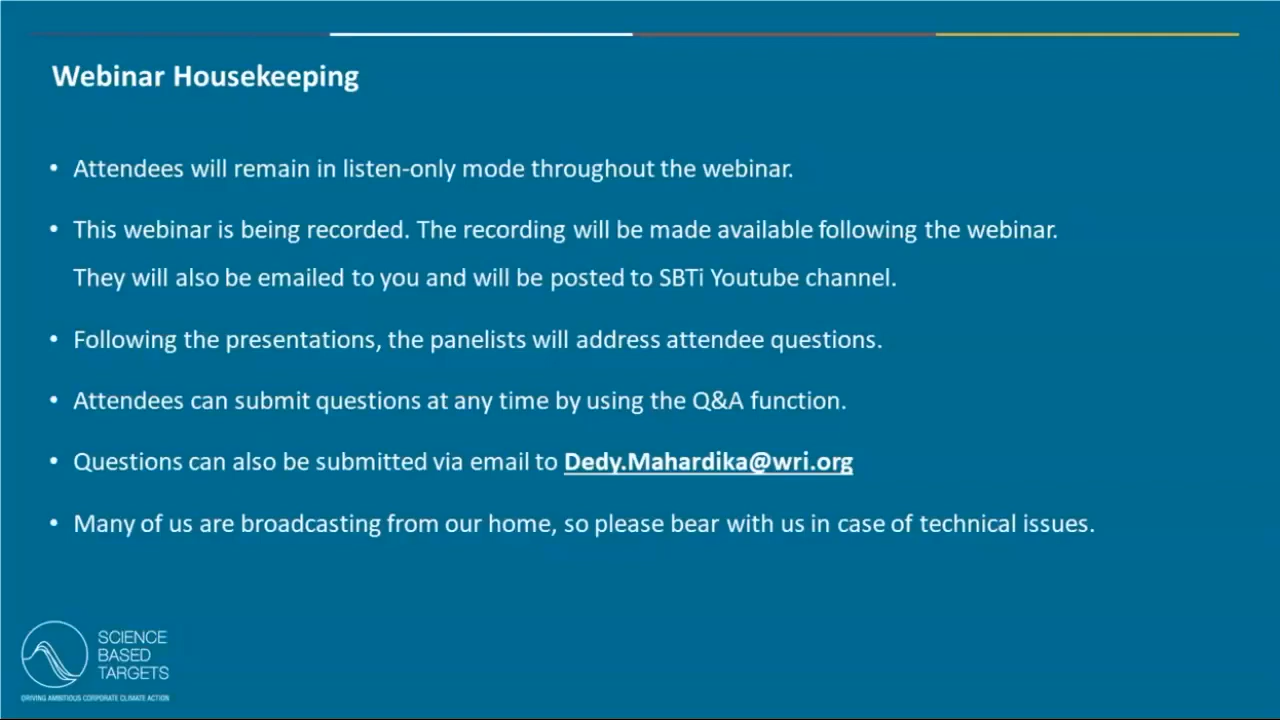 Webinar Housekeeping
• Attendees will remain in listen-only mode throughout the webinar.
• This webinar is being recorded. The recording will be made available following the webinar.
They will also be emailed to you and will be posted to SBTi Youtube channel.
• Following the presentations, the panelists will address attendee questions.
• Attendees can submit questions at any time by using the Q&A function.
• Questions can also be submitted via email to Dedy.Mahardika@wri.org
• Many of us are broadcasting from our home, so please bear with us in case of technical issues.
SCIENCE
BASED
TARGETS
DRIVING AMBITIOUS CORPORATE CLIMATE ACTION